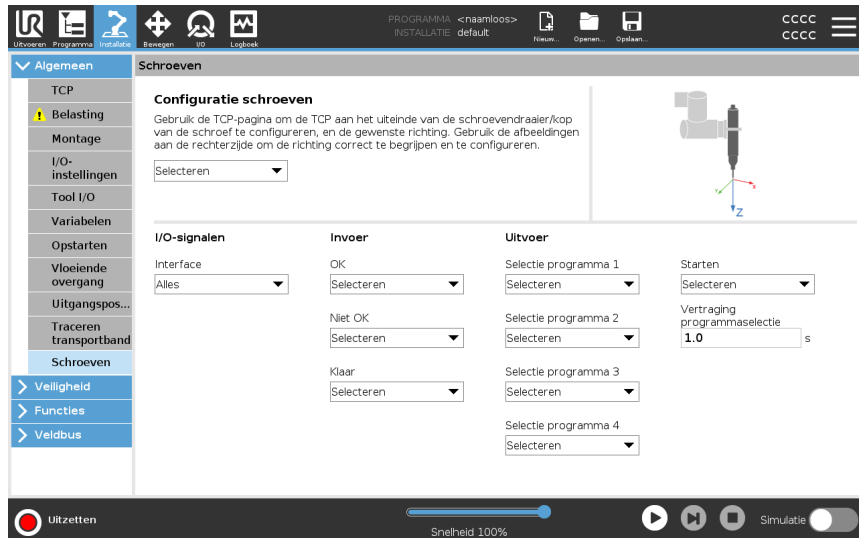 UR
PROGRAMMA <naamloos>
INSTALLATIE default
CCCC
CCCC
Uitvoeren Programma Installatie Bewegen I/O Logboek
Nieuw... Openen... Opslaan...
Algemeen
TCP
Belasting
Montage
I/O-
instellingen
Tool I/O
Variabelen
Opstarten
Vloeiende
overgang
Uitgangspos...
Traceren
transportband
Schroeven
Veiligheid
Functies
Veldbus
Schroeven
Configuratie schroeven
Gebruik de TCP-pagina om de TCP aan het uiteinde van de schroevendraaier/kop
van de schroef te configureren, en de gewenste richting. Gebruik de afbeeldingen
aan de rechterzijde om de richting correct te begrijpen en te configureren.
Selecteren
Y
X
Z
I/O-signalen
Interface
Alles
Invoer
OK
Selecteren
Niet OK
Selecteren
Klaar
Selecteren
Uitvoer
Selectie programma 1
Selecteren
Selectie programma 2
Selecteren
Selectie programma 3
Selecteren
Selectie programma 4
Selecteren
Starten
Selecteren
Vertraging
programmaselectie
1.0 s
Uitzetten
Snelheid 100%
Simulatie